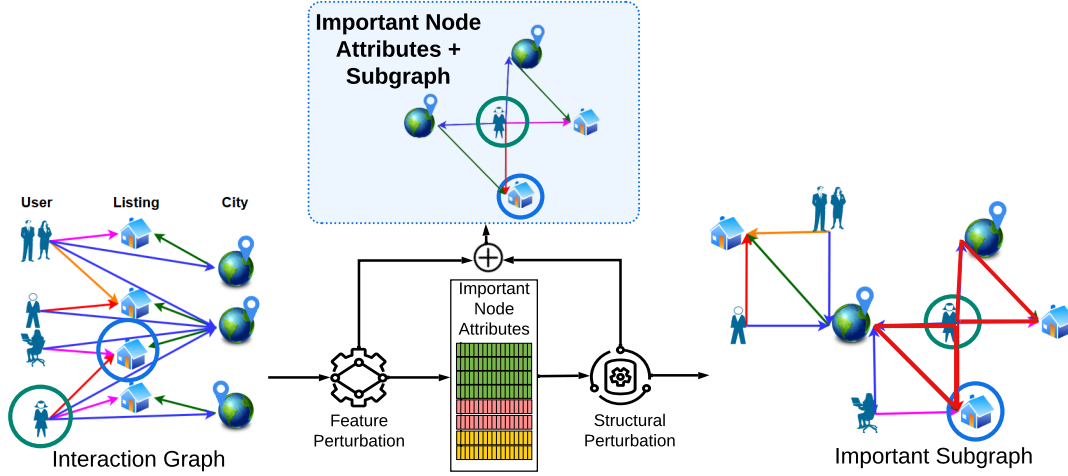 Important Node
Attributes +
Subgraph
User
Listing
City
Important
Node
Attributes
Feature
Perturbation
Structural
Perturbation
Interaction Graph
Important Subgraph